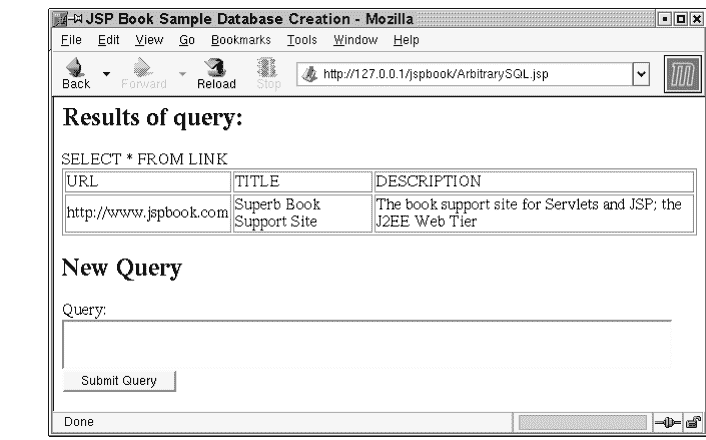 JSP Book Sample Database Creation - Mozilla
File Edit View Go Bookmarks Tools Window Help
Back Forward Reload Stop http://127.0.0.1/jspbook/ArbitrarySQL.jsp
Results of query:
SELECT * FROM LINK
URL TITLE DESCRIPTION
http://www.jspbook.com Superb Book Support Site The book support site for Servlets and JSP; the J2EE Web Tier
New Query
Query:
Submit Query
Done